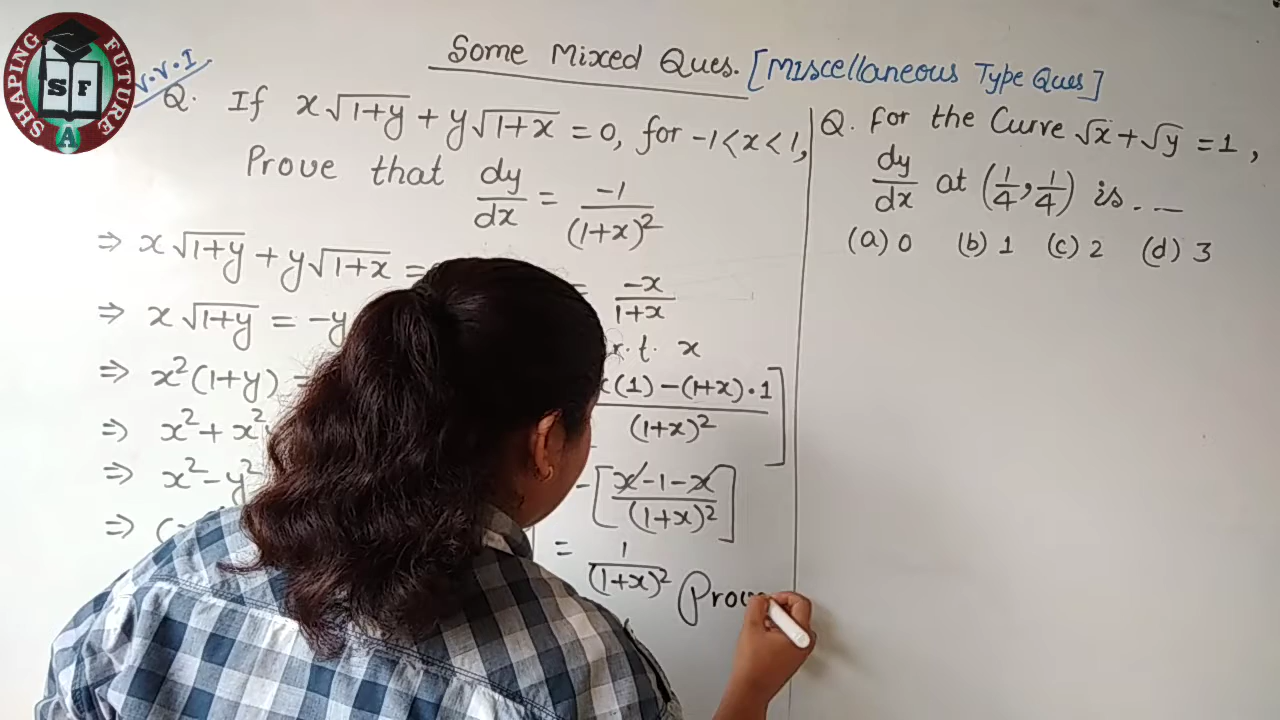 SHAPING FUTURE
S F
A
V.V.I
Some Mixed Ques. [Miscellaneous Type Ques]
Q. If x√(1+y) + y√(1+x) = 0, for -1 < x < 1,
Prove that dy/dx = -1/(1+x)²
⇒ x√(1+y) + y√(1+x) =
⇒ x√(1+y) = -y
⇒ x²(1+y) =
⇒ x² + x²
⇒ x² - y²
⇒ (
= -x/(1+x)
r.t. x
(1) - (1+x)·1]/(1+x)²
-[x-1-x/(1+x)²]
= 1/(1+x)² Prov
Q. For the Curve √x + √y = 1,
dy/dx at (1/4, 1/4) is . —
(a) 0 (b) 1 (c) 2 (d) 3